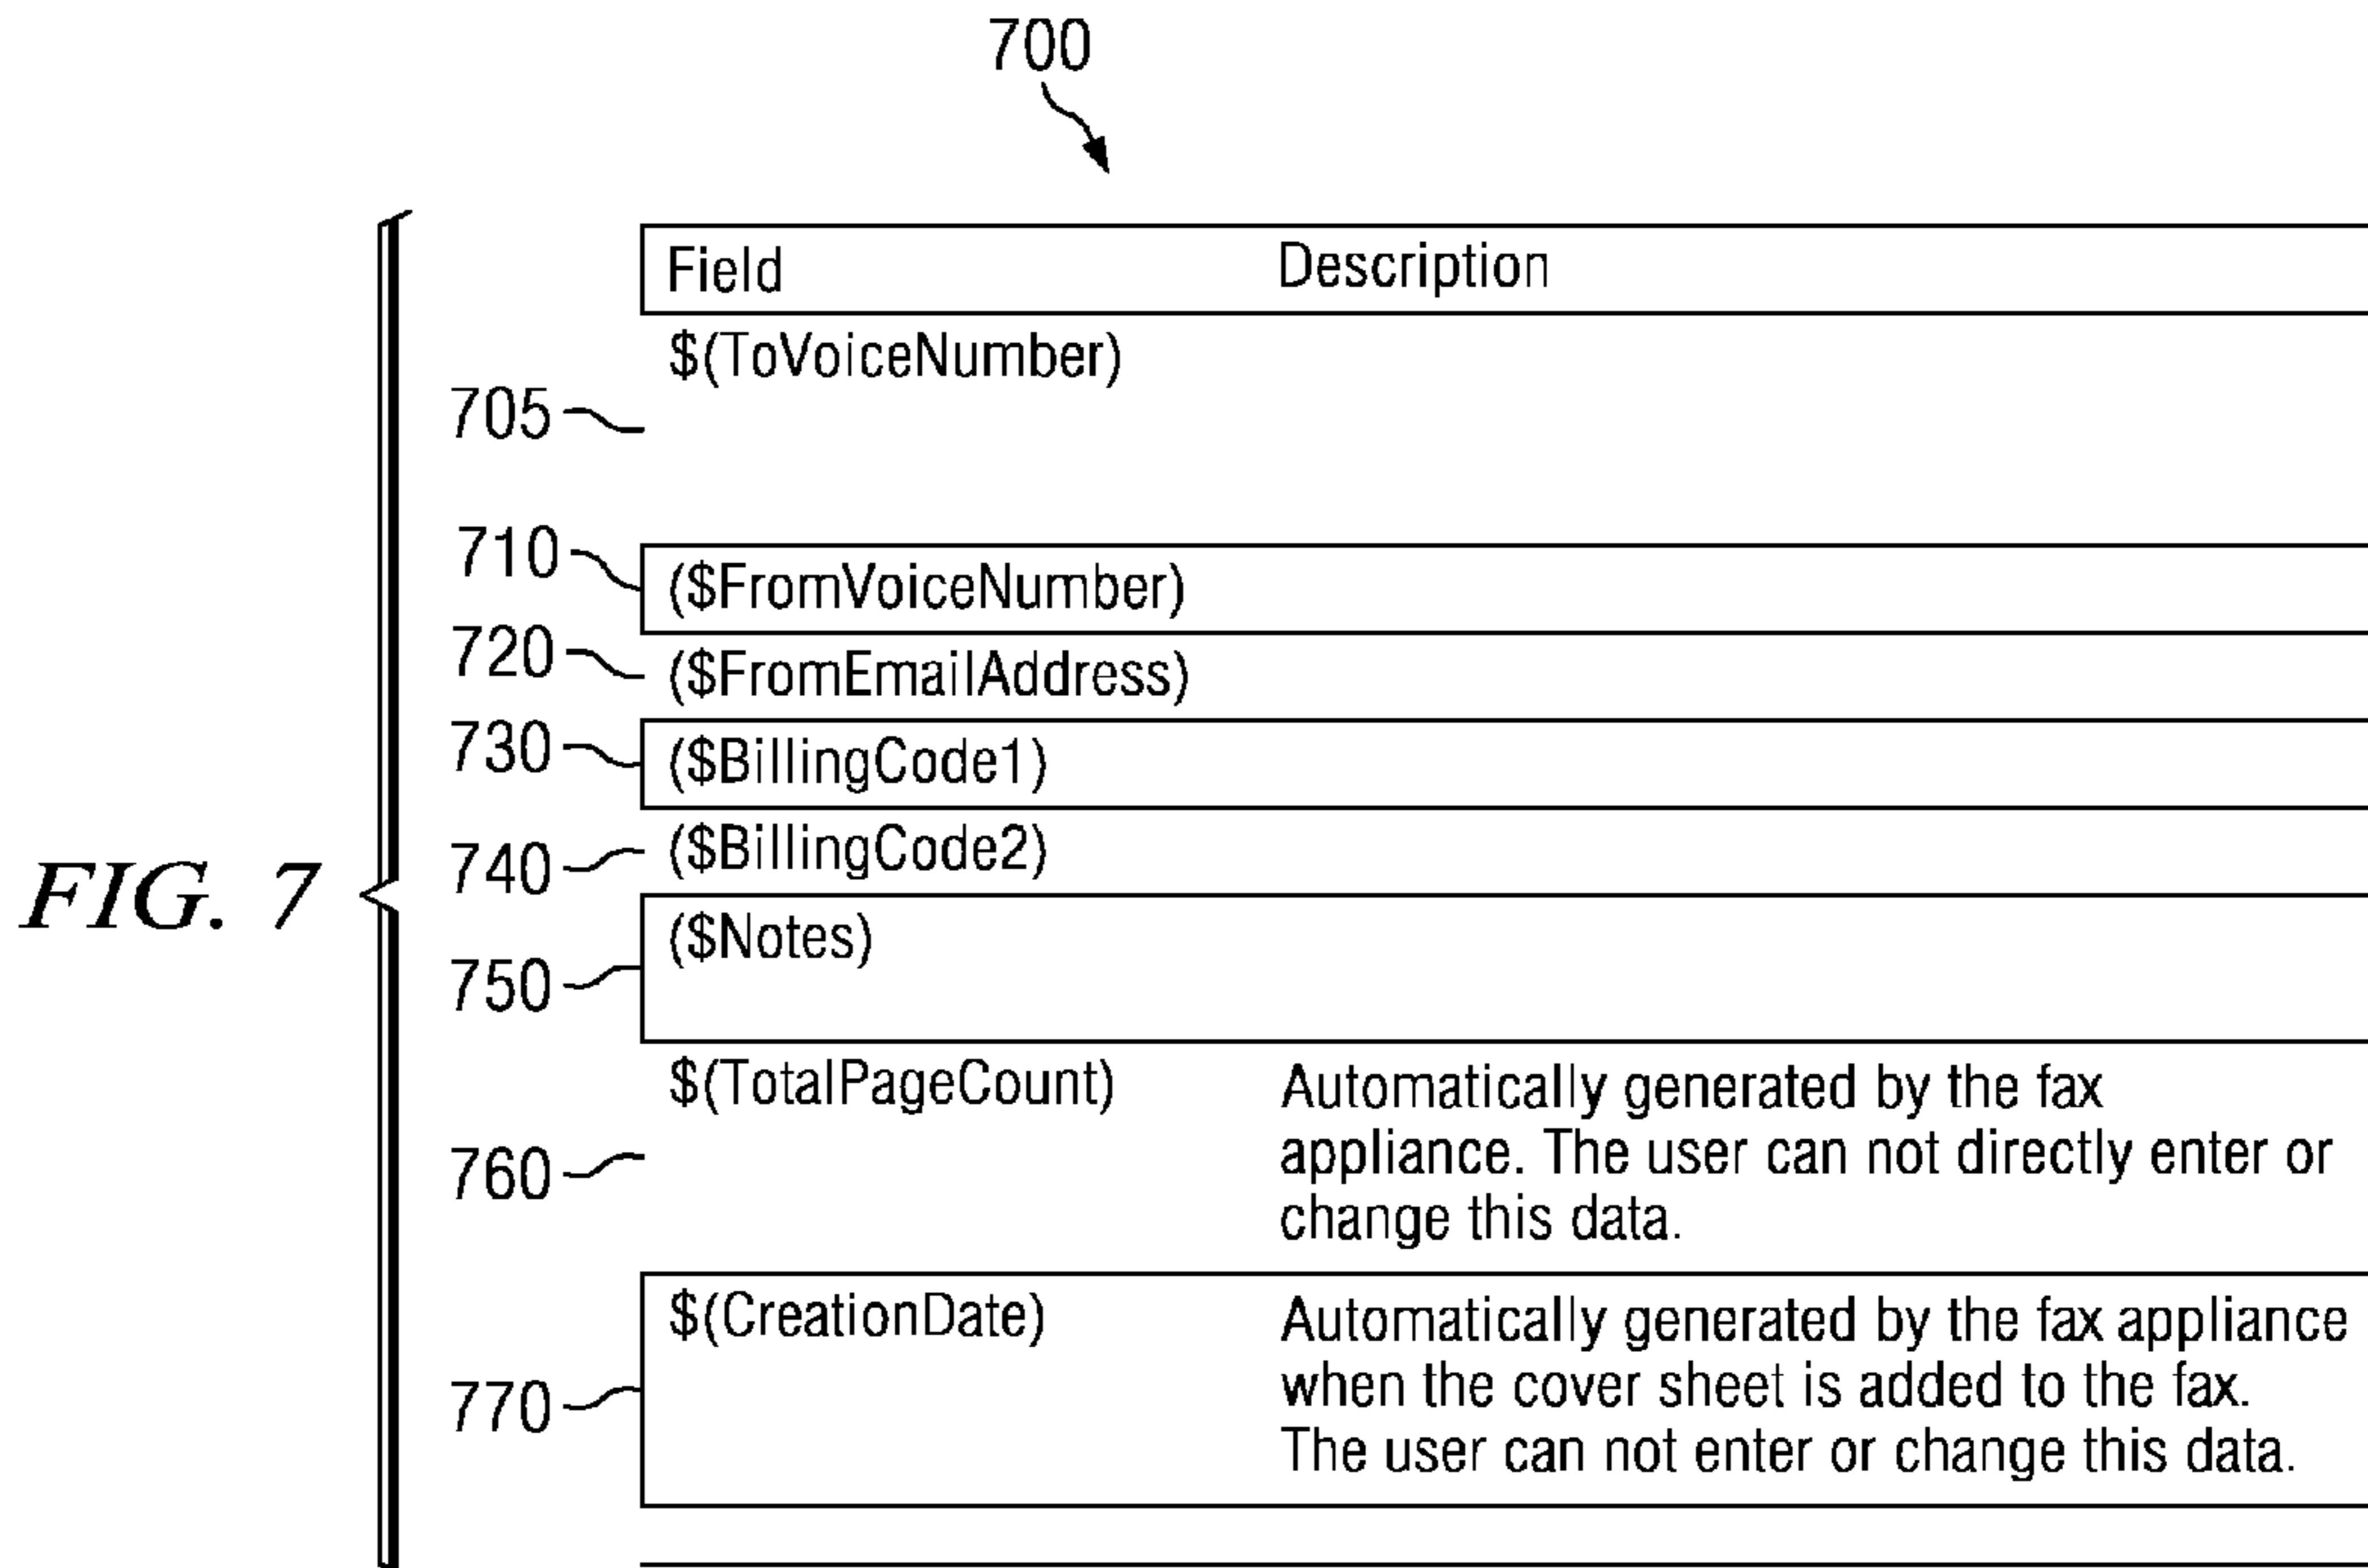 700
Field Description
$(ToVoiceNumber)
705
710 ($FromVoiceNumber)
720 ($FromEmailAddress)
730 ($BillingCode1)
740 ($BillingCode2)
FIG. 7
($Notes)
750
$(TotalPageCount) Automatically generated by the fax
760 appliance. The user can not directly enter or
change this data.
$(CreationDate) Automatically generated by the fax appliance
770 when the cover sheet is added to the fax.
The user can not enter or change this data.